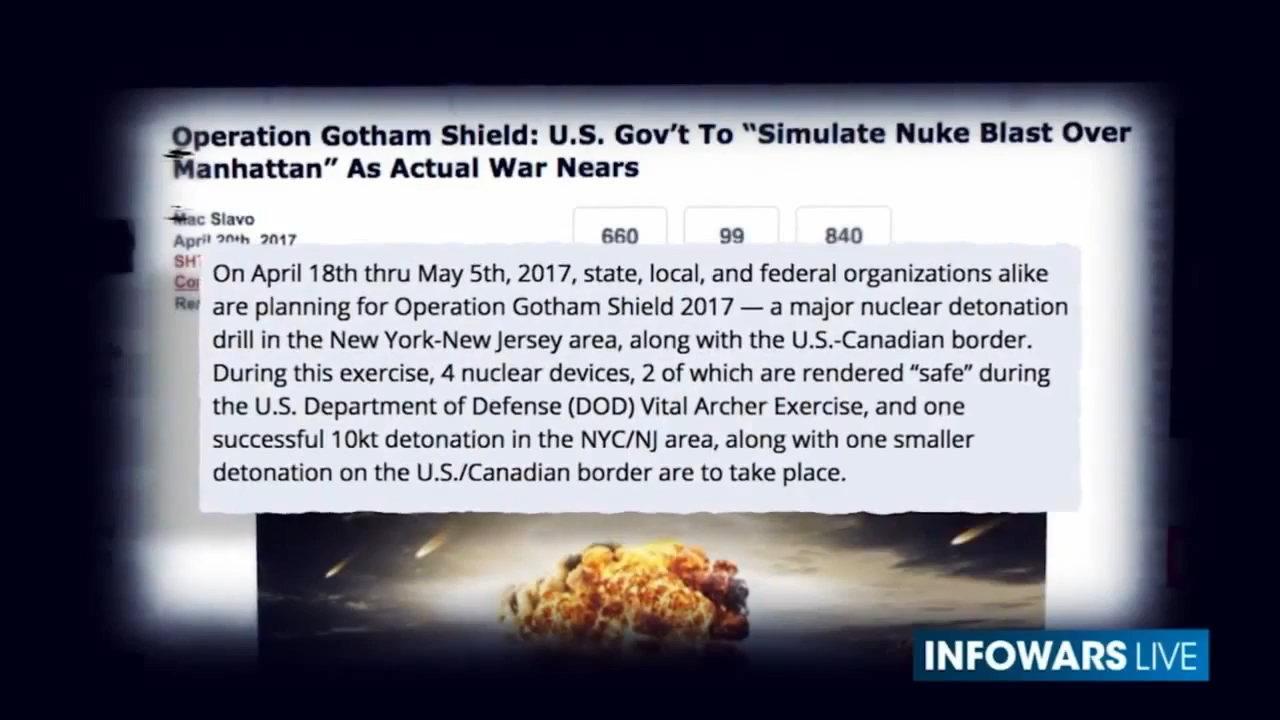 Operation Gotham Shield: U.S. Gov't To “Simulate Nuke Blast Over
Manhattan” As Actual War Nears
Mac Slavo
660 99 840
April 20th, 2017
On April 18th thru May 5th, 2017, state, local, and federal organizations alike
are planning for Operation Gotham Shield 2017 — a major nuclear detonation
drill in the New York-New Jersey area, along with the U.S.-Canadian border.
During this exercise, 4 nuclear devices, 2 of which are rendered “safe” during
the U.S. Department of Defense (DOD) Vital Archer Exercise, and one
successful 10kt detonation in the NYC/NJ area, along with one smaller
detonation on the U.S./Canadian border are to take place.
INFOWARS LIVE